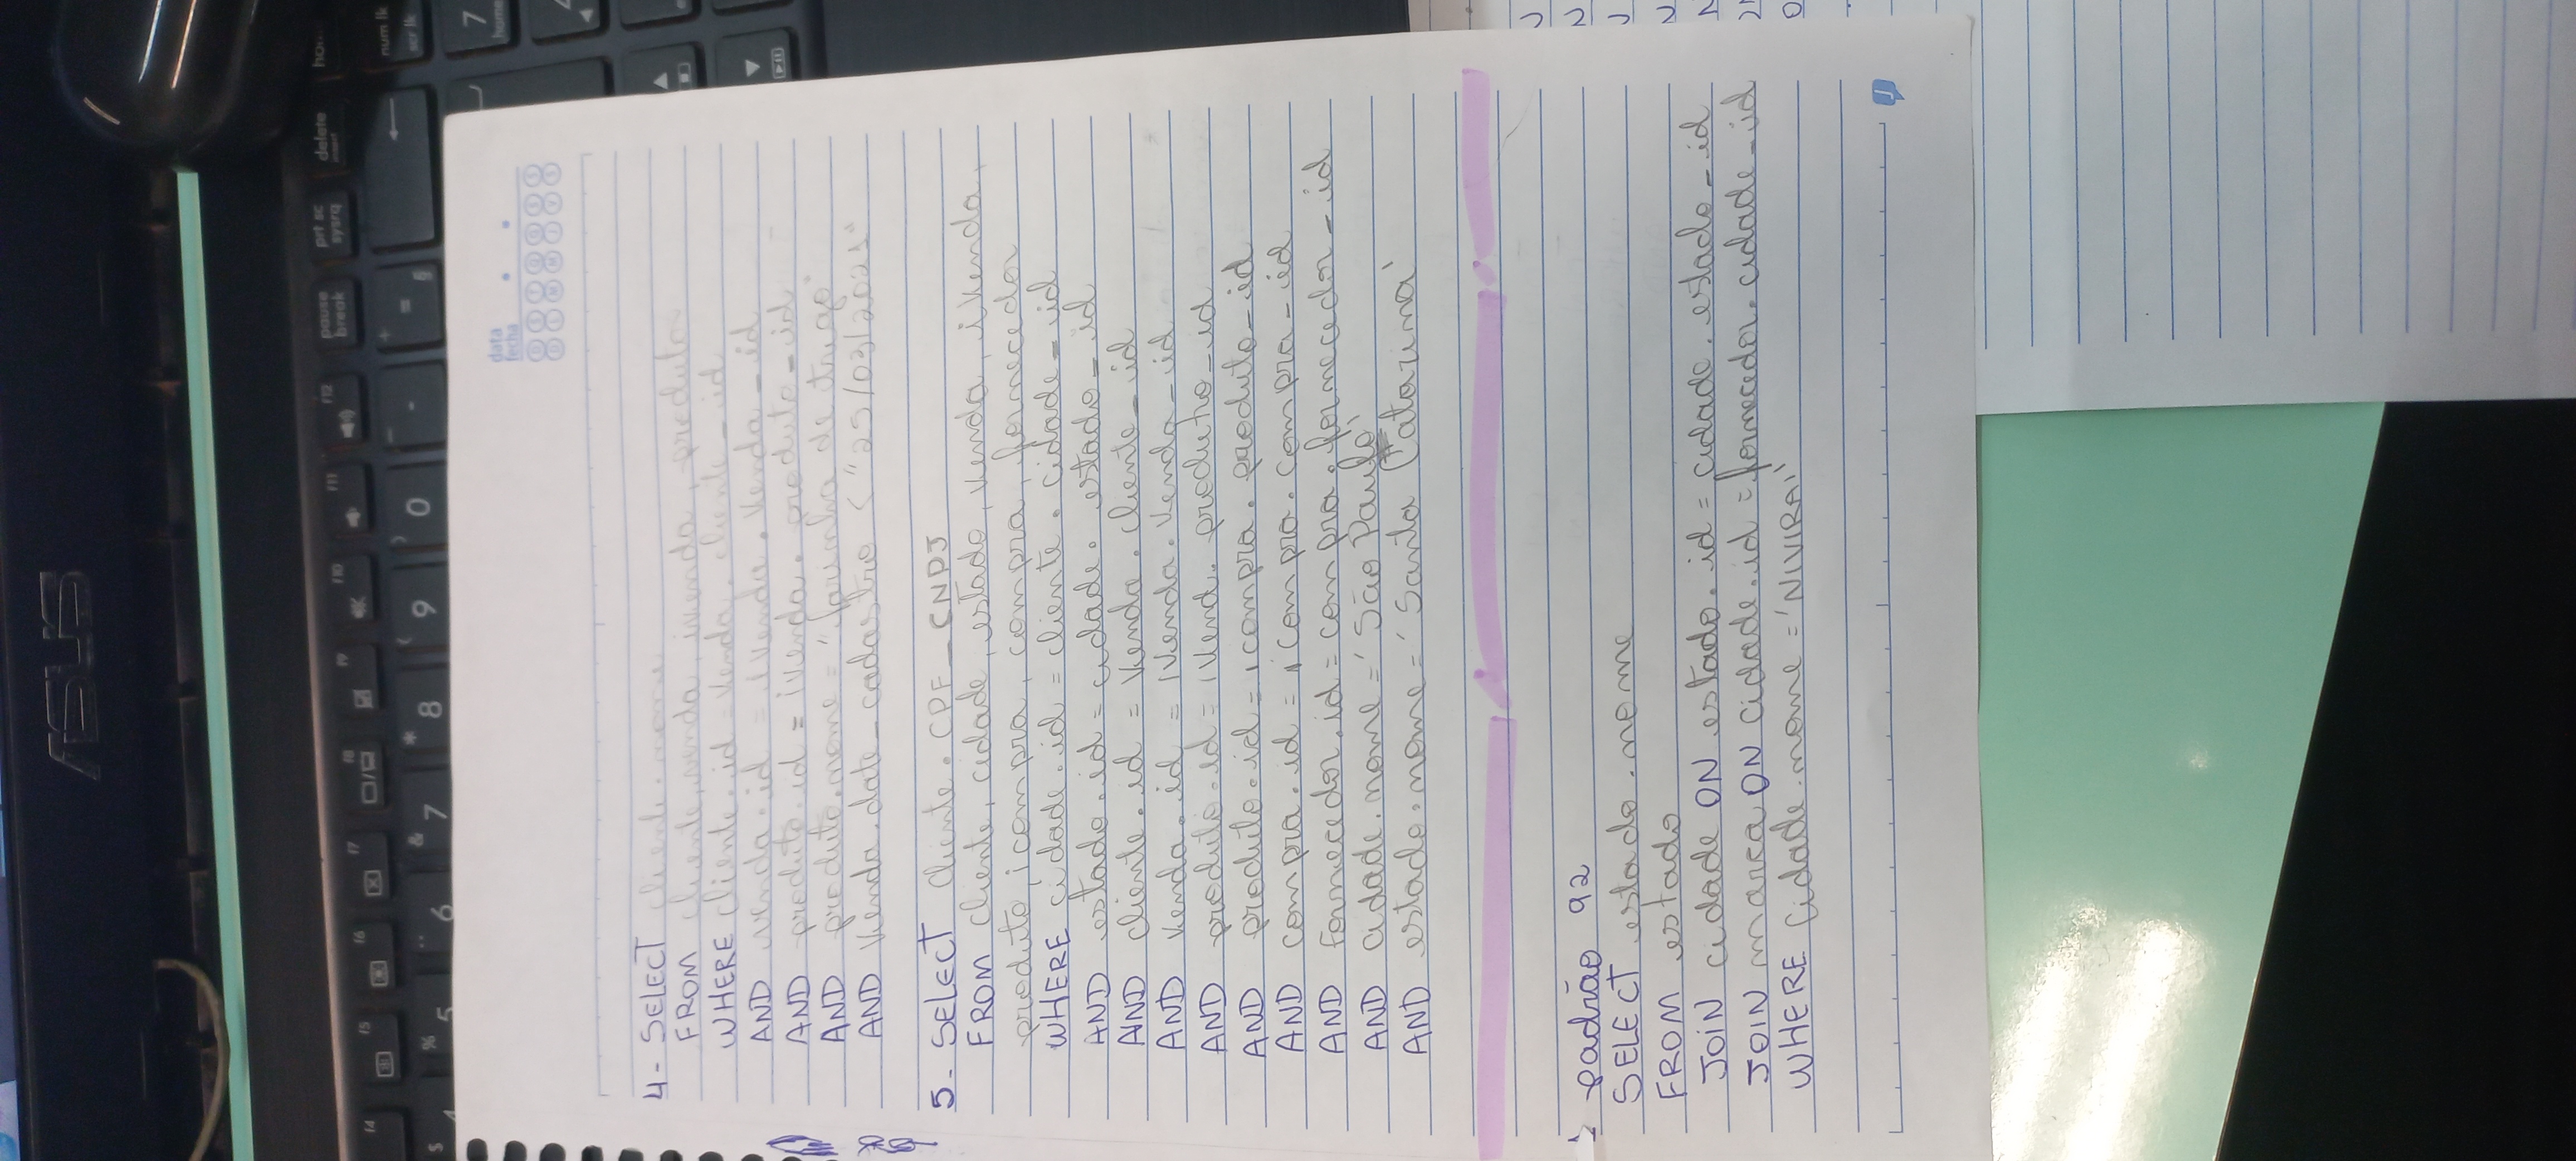 ASUS
f4 f5 f6 f7 f8 f9 f10 f11 f12 pause break prt sc sysrq delete insert
num lk
scr lk
$ % 5 6 & 7 * 8 ( 9 ) 0 - + = §
7
home
data
fecha
4- SELECT cliente.nome
FROM cliente, venda, ivenda, produto
WHERE cliente.id = venda.cliente_id
AND venda.id = ivenda.venda_id
AND produto.id = ivenda.produto_id
AND produto.nome = "farinha de trigo"
AND venda.date_cadastro < "25/03/2021"
5- SELECT cliente.CPF_CNPJ
FROM cliente, cidade, estado, venda, ivenda,
produto, icompra, compra, fornecedor
WHERE cidade.id = cliente.cidade_id
AND estado.id = cidade.estado_id
AND cliente.id = venda.cliente_id
AND venda.id = ivenda.venda_id
AND produto.id = ivend.produtro_id
AND produto.id = icompra.produto_id
AND compra.id = icompra.compra_id
AND fornecedor.id = compra.fornecedor_id
AND cidade.nome = 'São Paulo'
AND estado.nome = 'Santa Catarina'
padrão 92
SELECT estado.nome
FROM estado
JOIN cidade ON estado.id = cidade.estado_id
JOIN marca ON cidade.id = fornecedor.cidade_id
WHERE cidade.nome = 'NIVIRAI'